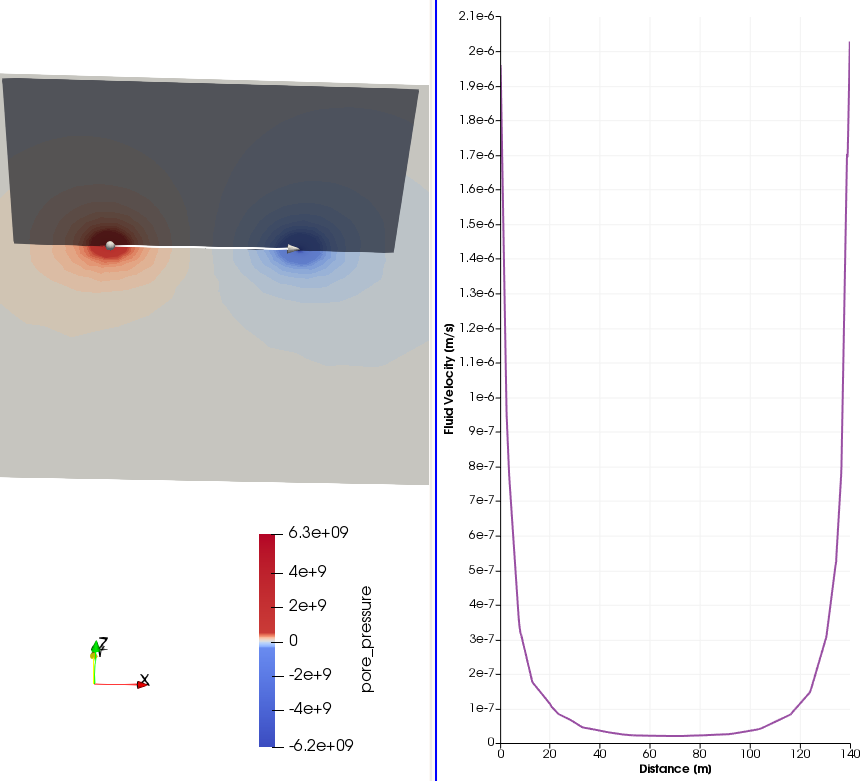 6.3e+09
4e+9
2e+9
0
-2e+9
-4e+9
-6.2e+09
pore_pressure
Z
Y
X
2.1e-6
2e-6
1.9e-6
1.8e-6
1.7e-6
1.6e-6
1.5e-6
1.4e-6
1.3e-6
1.2e-6
1.1e-6
1e-6
9e-7
8e-7
7e-7
6e-7
5e-7
4e-7
3e-7
2e-7
1e-7
0
Fluid Velocity (m/s)
0 20 40 60 80 100 120 140
Distance (m)